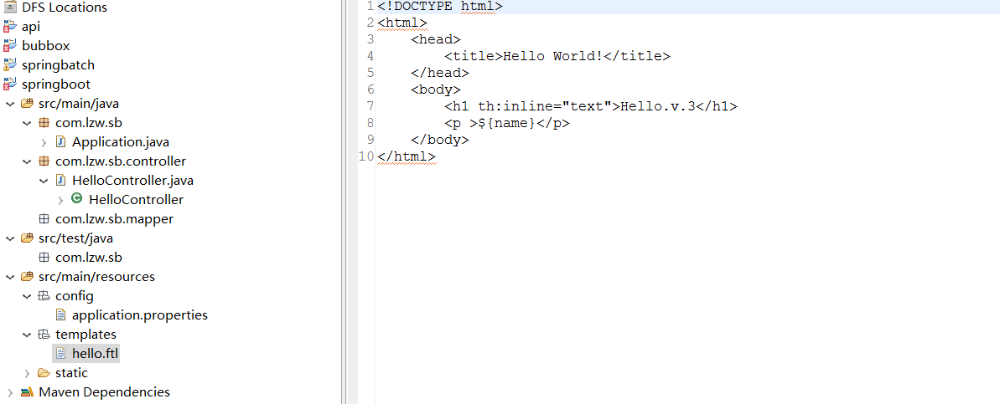 DFS Locations
api
bubbox
springbatch
springboot
src/main/java
com.lzw.sb
Application.java
com.lzw.sb.controller
HelloController.java
HelloController
com.lzw.sb.mapper
src/test/java
com.lzw.sb
src/main/resources
config
application.properties
templates
hello.ftl
static
Maven Dependencies
1 <!DOCTYPE html>
2 <html>
3     <head>
4         <title>Hello World!</title>
5     </head>
6     <body>
7         <h1 th:inline="text">Hello.v.3</h1>
8         <p >${name}</p>
9     </body>
10 </html>